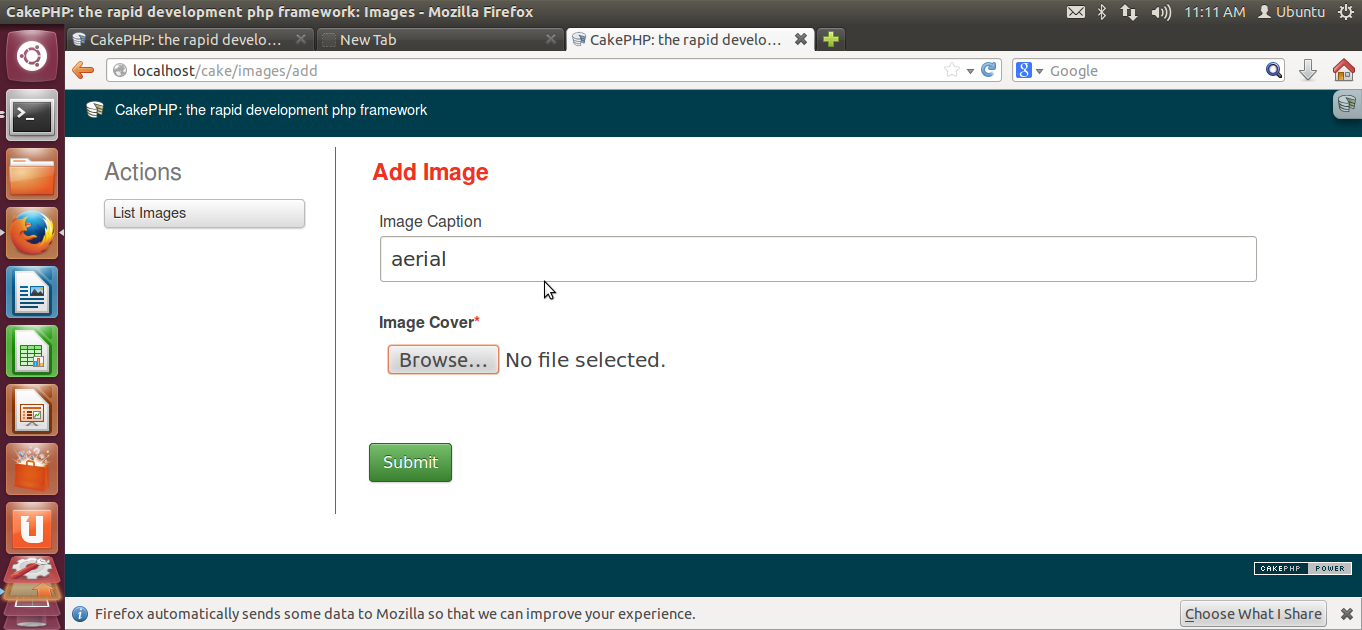 CakePHP: the rapid development php framework: Images - Mozilla Firefox
11:11 AM Ubuntu
CakePHP: the rapid develo...
New Tab
CakePHP: the rapid develo...
localhost/cake/images/add
8 Google
CakePHP: the rapid development php framework
Actions
List Images
Add Image
Image Caption
aerial
Image Cover*
Browse... No file selected.
Submit
CAKEPHP POWER
Firefox automatically sends some data to Mozilla so that we can improve your experience.
Choose What I Share